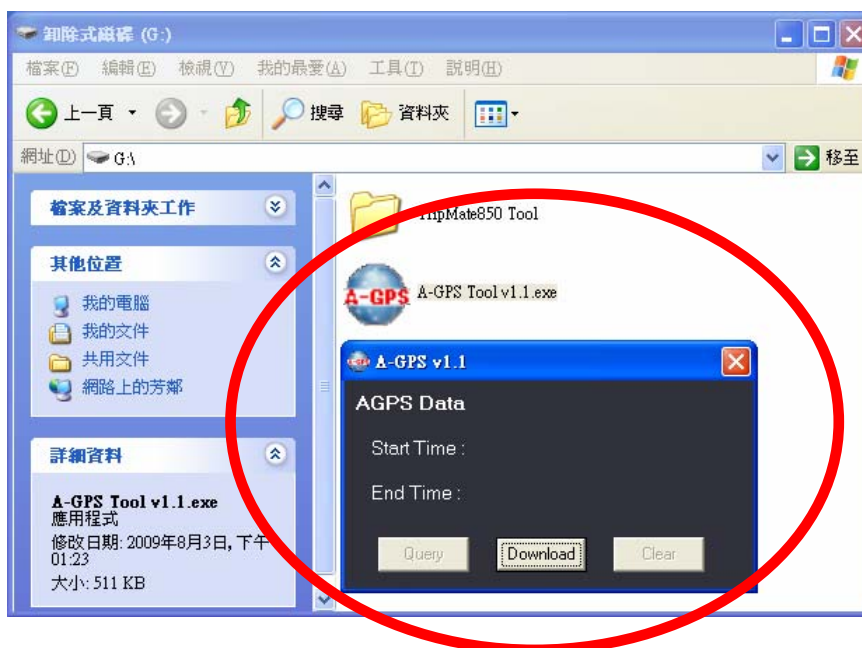 卸除式磁碟 (G:)
檔案(F) 編輯(E) 檢視(V) 我的最愛(A) 工具(T) 說明(H)
上一頁 搜尋 資料夾
網址(D) G:\ 移至
檔案及資料夾工作
TripMate850 Tool
其他位置
我的電腦
我的文件
共用文件
網路上的芳鄰
A-GPS
A-GPS Tool v1.1.exe
詳細資料
A-GPS Tool v1.1.exe
應用程式
修改日期: 2009年8月3日, 下午
01:23
大小: 511 KB
A-GPS v1.1
AGPS Data
Start Time :
End Time :
Query Download Clear